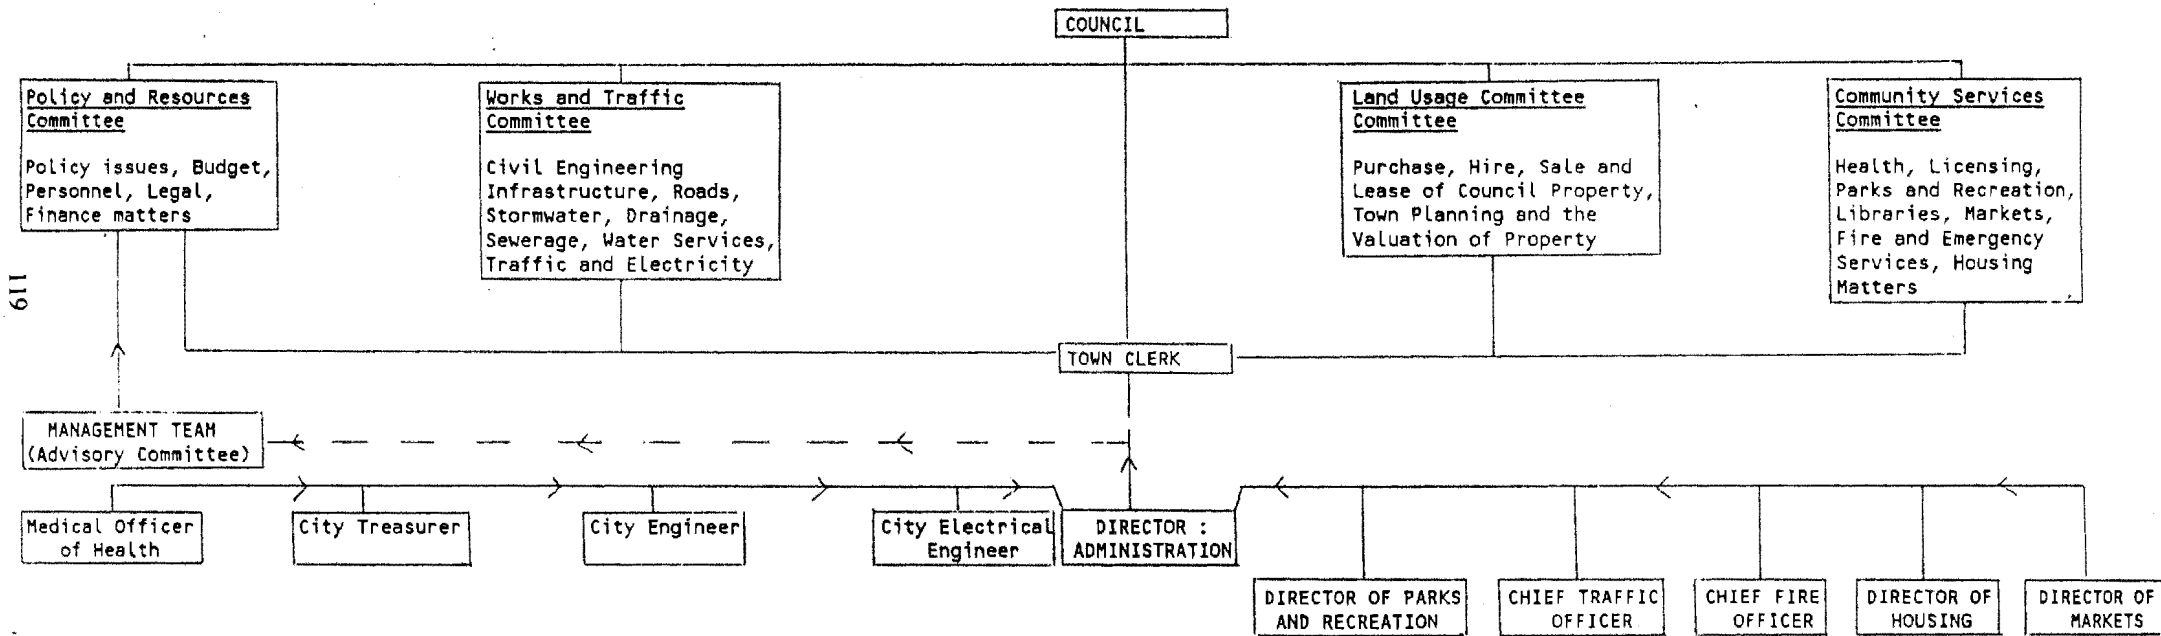 COUNCIL
Policy and Resources
Committee
Policy issues, Budget,
Personnel, Legal,
Finance matters
Works and Traffic
Committee
Civil Engineering
Infrastructure, Roads,
Stormwater, Drainage,
Sewerage, Water Services,
Traffic and Electricity
Land Usage Committee
Committee
Purchase, Hire, Sale and
Lease of Council Property,
Town Planning and the
Valuation of Property
Community Services
Committee
Health, Licensing,
Parks and Recreation,
Libraries, Markets,
Fire and Emergency
Services, Housing
Matters
119
TOWN CLERK
MANAGEMENT TEAM
(Advisory Committee)
Medical Officer
of Health
City Treasurer
City Engineer
City Electrical
Engineer
DIRECTOR :
ADMINISTRATION
DIRECTOR OF PARKS
AND RECREATION
CHIEF TRAFFIC
OFFICER
CHIEF FIRE
OFFICER
DIRECTOR OF
HOUSING
DIRECTOR OF
MARKETS